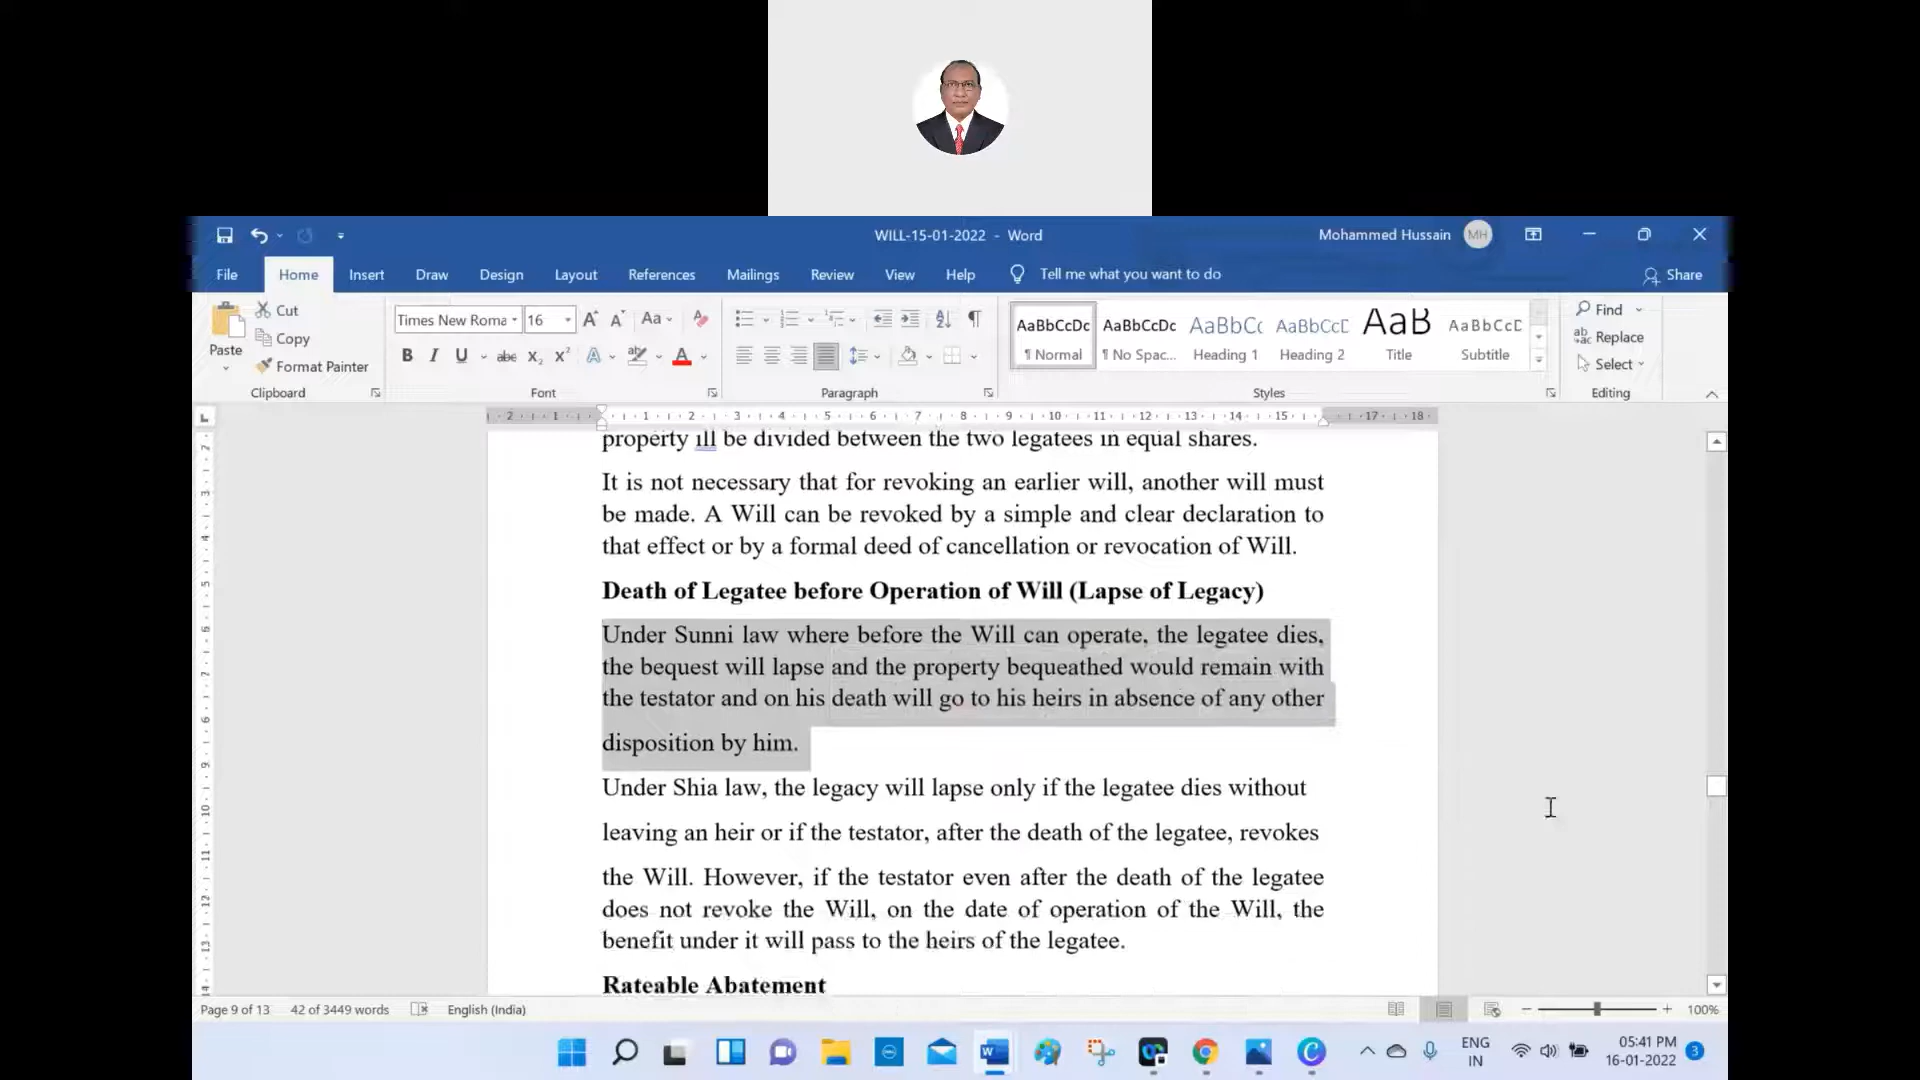 WILL-15-01-2022 - Word
Mohammed Hussain
MH
File
Home
Insert
Draw
Design
Layout
References
Mailings
Review
View
Help
Tell me what you want to do
Share
Paste
Cut
Copy
Format Painter
Clipboard
Times New Roma
16
Font
Paragraph
AaBbCcDc
¶ Normal
AaBbCcDc
¶ No Spac...
AaBbCc
Heading 1
AaBbCcD
Heading 2
AaB
Title
AaBbCcD
Subtitle
Styles
Find
Replace
Select
Editing
property ill be divided between the two legatees in equal shares.
It is not necessary that for revoking an earlier will, another will must
be made. A Will can be revoked by a simple and clear declaration to
that effect or by a formal deed of cancellation or revocation of Will.
Death of Legatee before Operation of Will (Lapse of Legacy)
Under Sunni law where before the Will can operate, the legatee dies,
the bequest will lapse and the property bequeathed would remain with
the testator and on his death will go to his heirs in absence of any other
disposition by him.
Under Shia law, the legacy will lapse only if the legatee dies without
leaving an heir or if the testator, after the death of the legatee, revokes
the Will. However, if the testator even after the death of the legatee
does not revoke the Will, on the date of operation of the Will, the
benefit under it will pass to the heirs of the legatee.
Rateable Abatement
Page 9 of 13
42 of 3449 words
English (India)
100%
ENG
IN
05:41 PM
16-01-2022
3